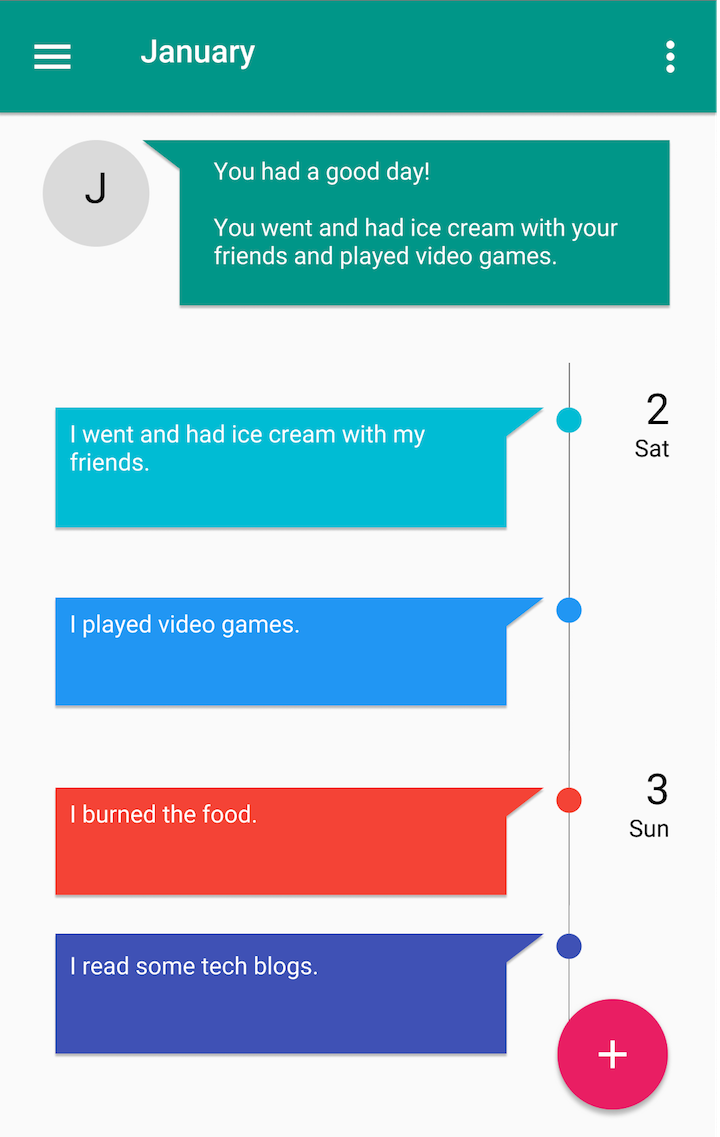 January
J
You had a good day!
You went and had ice cream with your
friends and played video games.
2
Sat
I went and had ice cream with my
friends.
I played video games.
3
Sun
I burned the food.
I read some tech blogs.
+